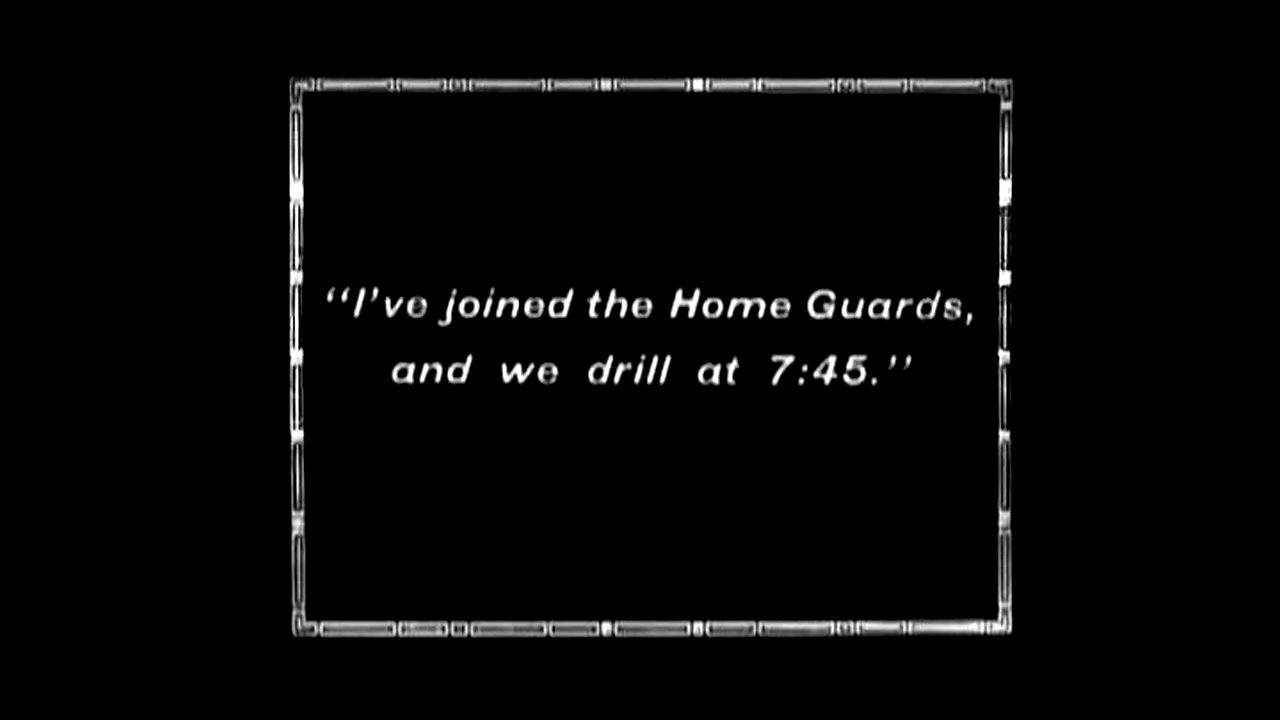 “I’ve joined the Home Guards,
and we drill at 7:45.”